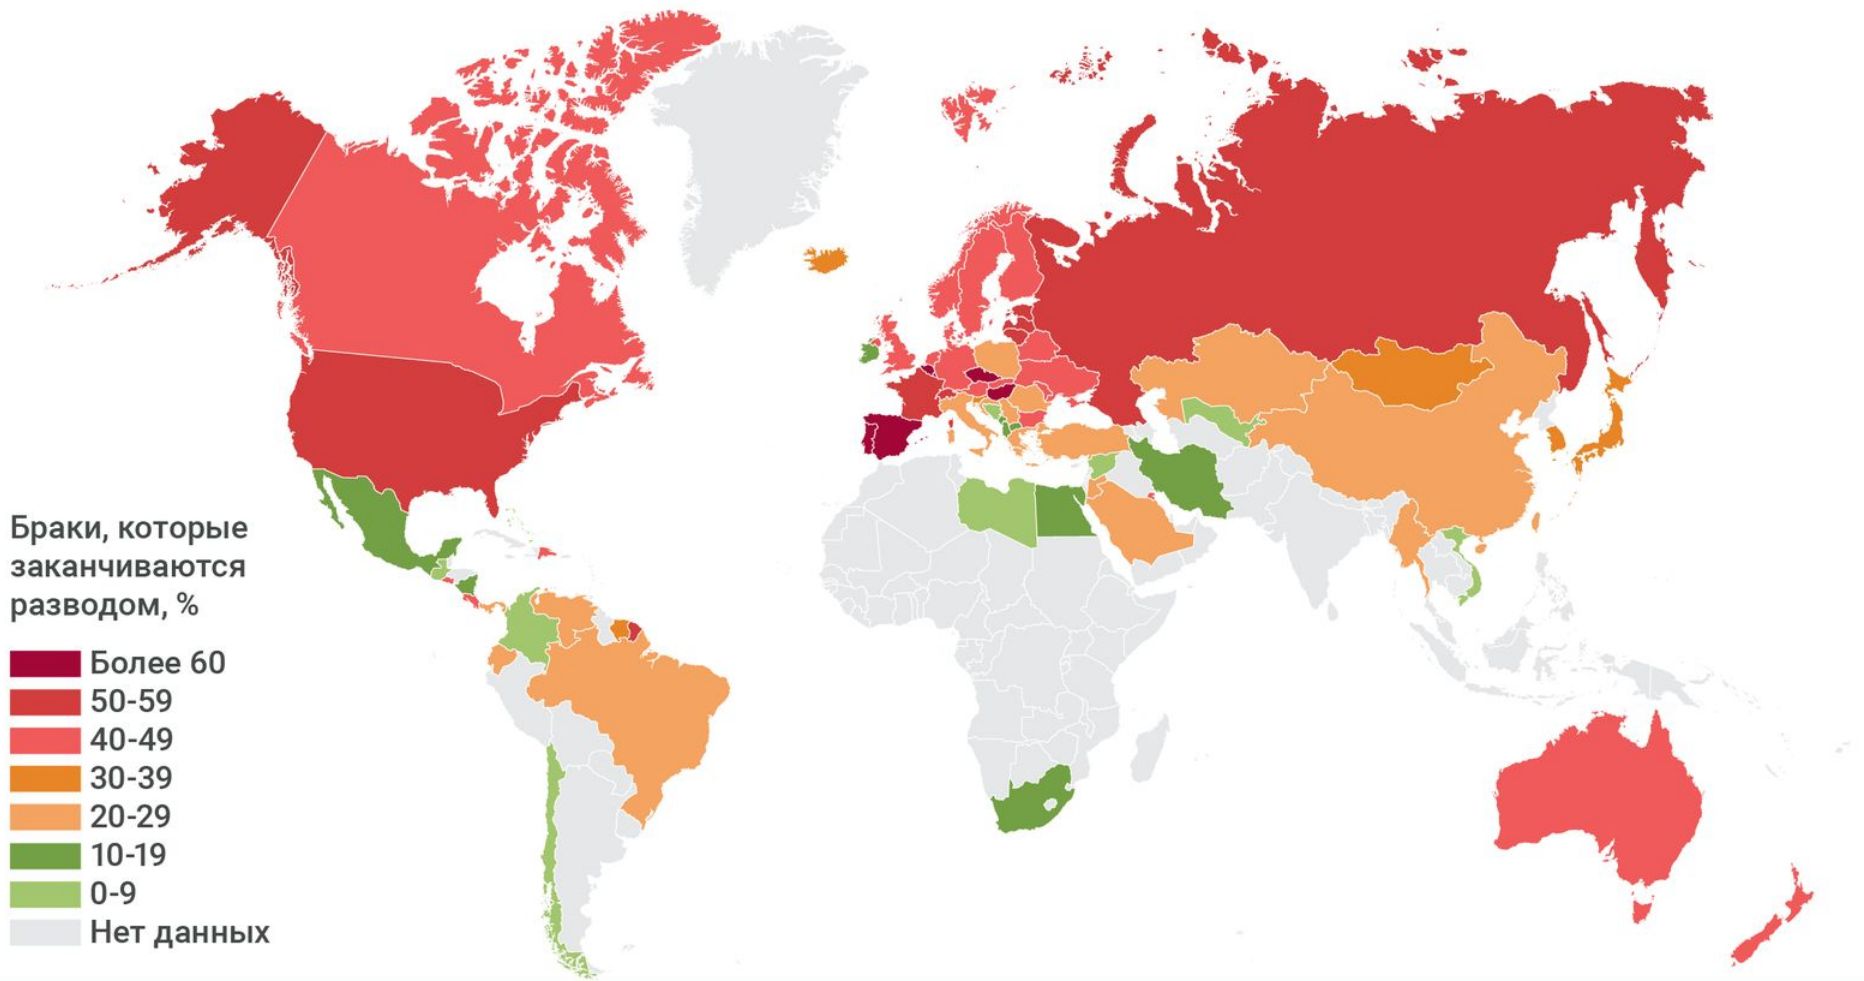 Браки, которые
заканчиваются
разводом, %
Более 60
50-59
40-49
30-39
20-29
10-19
0-9
Нет данных